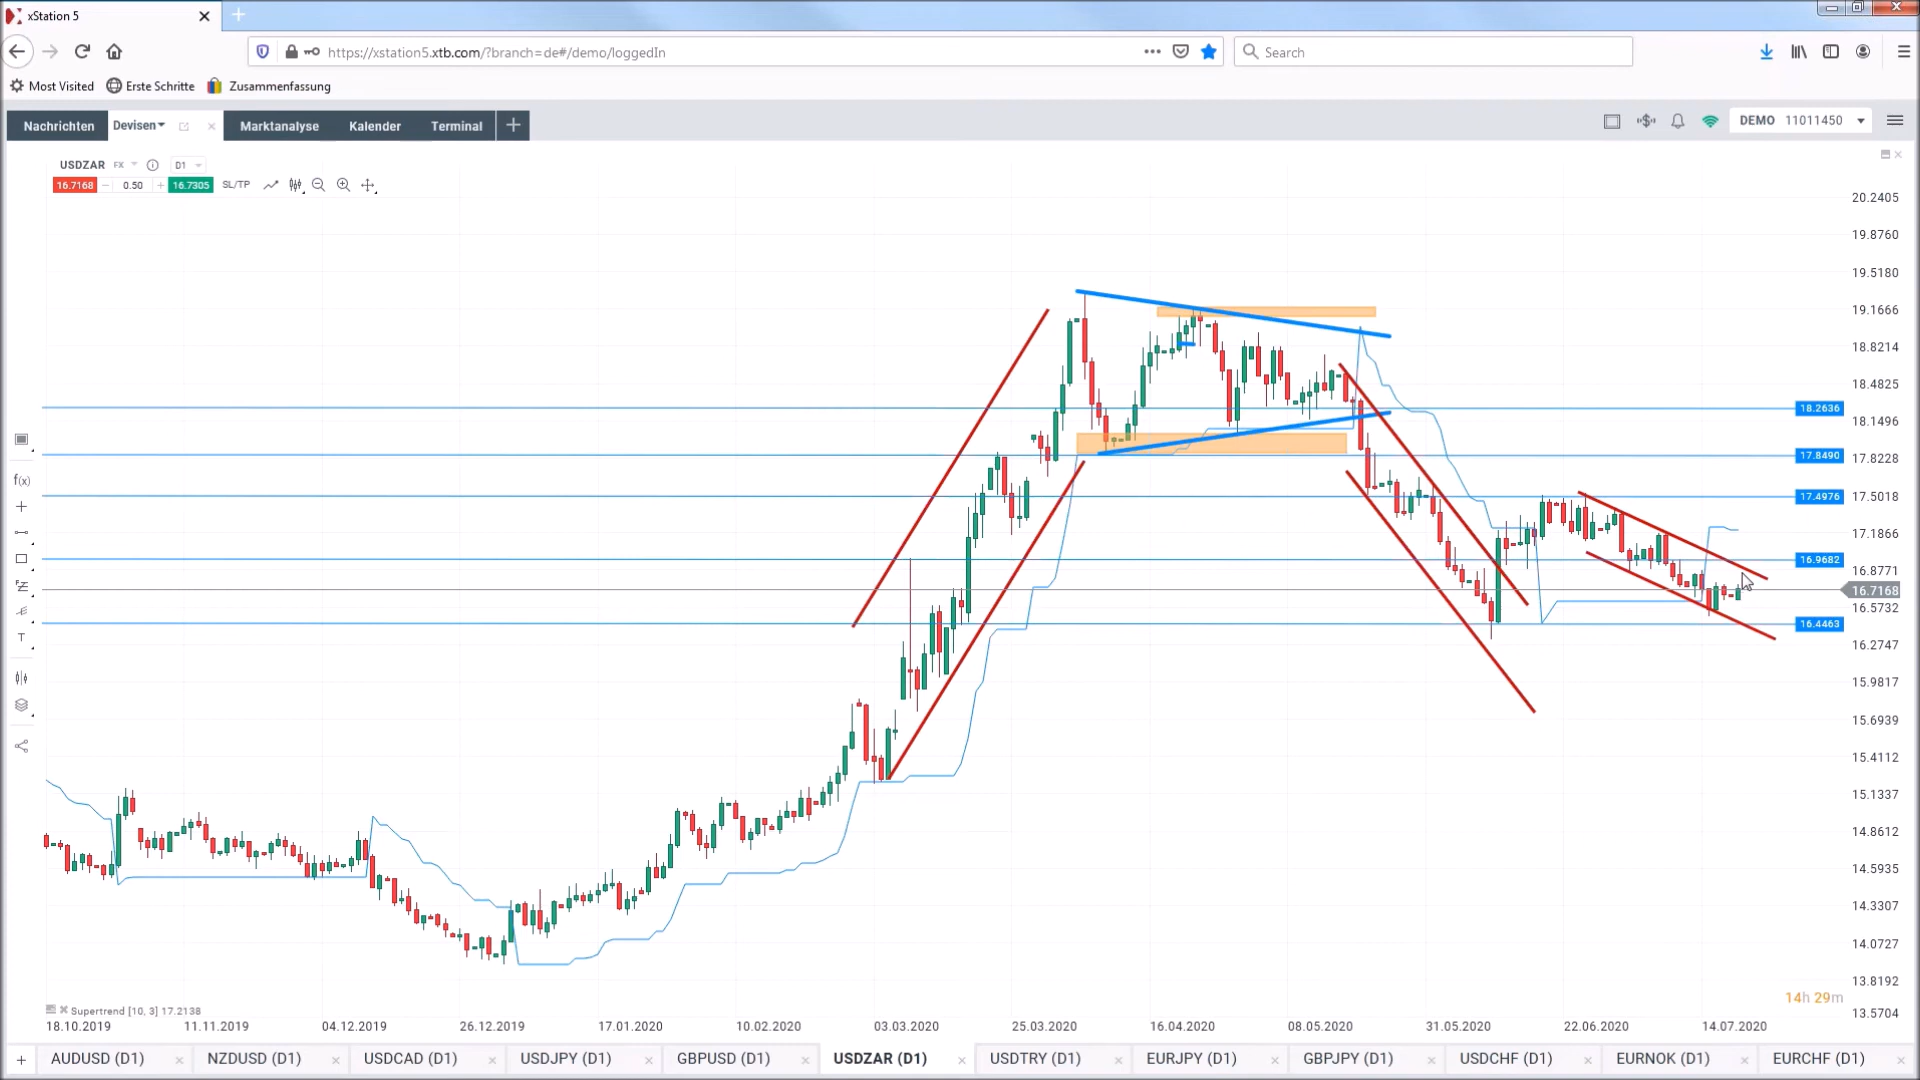 xStation 5
https://xstation5.xtb.com/?branch=de#/demo/loggedIn
Search
Most Visited
Erste Schritte
Zusammenfassung
Nachrichten
Devisen
Marktanalyse
Kalender
Terminal
DEMO 11011450
USDZAR FX D1
16.7168 0.50 16.7305 SL/TP
20.2405
19.8760
19.5180
19.1666
18.8214
18.4825
18.2636
18.1496
17.8490
17.8228
17.4976
17.5018
17.1866
16.9682
16.8771
16.7168
16.5732
16.4463
16.2747
15.9817
15.6939
15.4112
15.1337
14.8612
14.5935
14.3307
14.0727
13.8192
13.5704
f(x)
T
14h 29m
Supertrend [10, 3] 17.2138
18.10.2019 11.11.2019 04.12.2019 26.12.2019 17.01.2020 10.02.2020 03.03.2020 25.03.2020 16.04.2020 08.05.2020 31.05.2020 22.06.2020 14.07.2020
AUDUSD (D1) NZDUSD (D1) USDCAD (D1) USDJPY (D1) GBPUSD (D1) USDZAR (D1) USDTRY (D1) EURJPY (D1) GBPJPY (D1) USDCHF (D1) EURNOK (D1) EURCHF (D1)